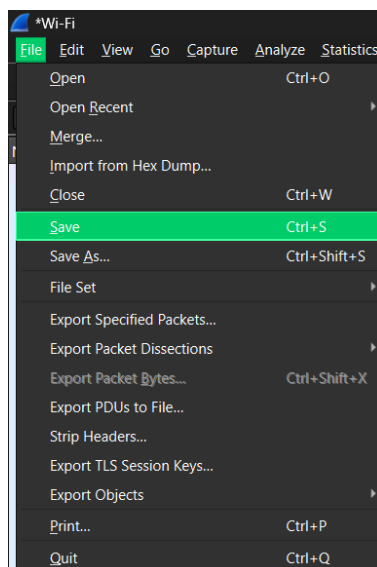 *Wi-Fi
File Edit View Go Capture Analyze Statistics
Open Ctrl+O
Open Recent
Merge...
Import from Hex Dump...
Close Ctrl+W
Save Ctrl+S
Save As... Ctrl+Shift+S
File Set
Export Specified Packets...
Export Packet Dissections
Export Packet Bytes... Ctrl+Shift+X
Export PDUs to File...
Strip Headers...
Export TLS Session Keys...
Export Objects
Print... Ctrl+P
Quit Ctrl+Q